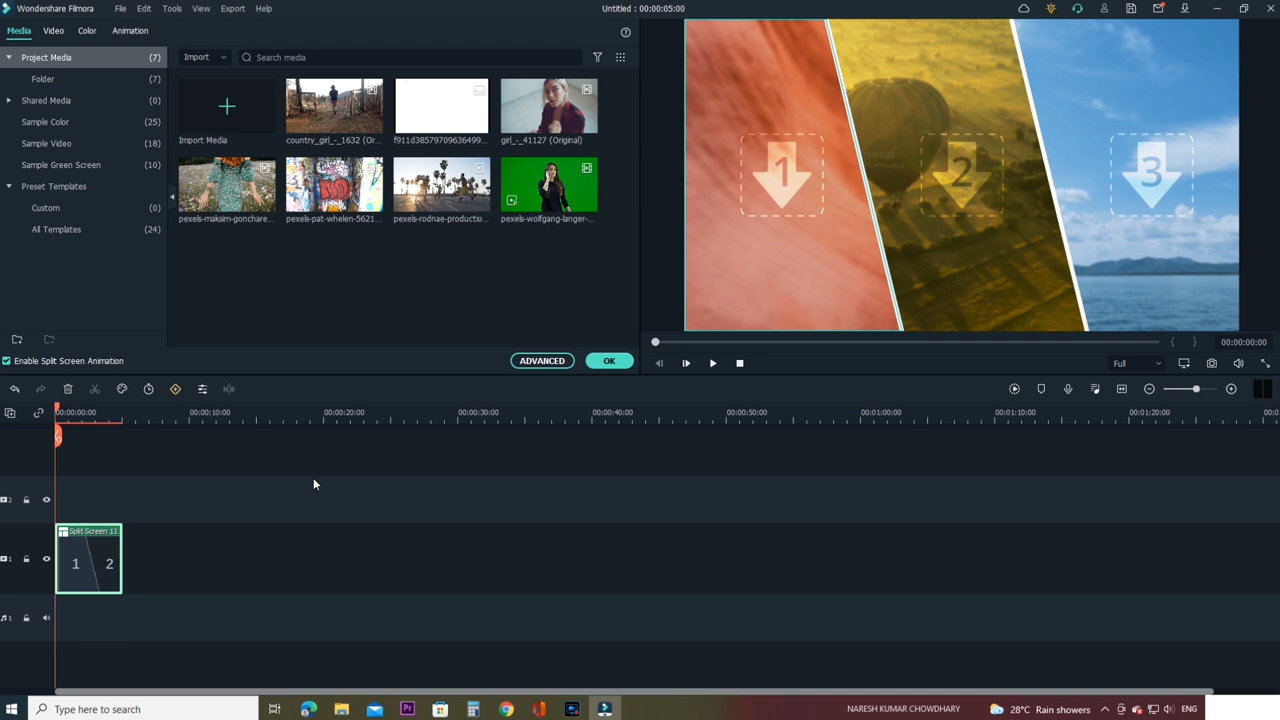 Wondershare Filmora File Edit Tools View Export Help Untitled : 00:00:05:00
Media Video Color Animation
Project Media (7)
Folder (7)
Shared Media (0)
Sample Color (25)
Sample Video (18)
Sample Green Screen (10)
Preset Templates
Custom (0)
All Templates (24)
Import Search media
Import Media
country_girl_-_1632 (Or...
f911d38579709636499...
girl_-_41127 (Original)
pexels-maksim-gonchare...
pexels-pat-whelen-5621...
pexels-rodnae-productio...
pexels-wolfgang-langer-...
1 2 3
Enable Split Screen Animation ADVANCED OK
00:00:00:00
Full
00:00:00:00 00:00:10:00 00:00:20:00 00:00:30:00 00:00:40:00 00:00:50:00 00:01:00:00 00:01:10:00 00:01:20:00
2
Split Screen 11
1
1 2
1
Type here to search Pr NARESH KUMAR CHOWDHARY 28°C Rain showers ENG